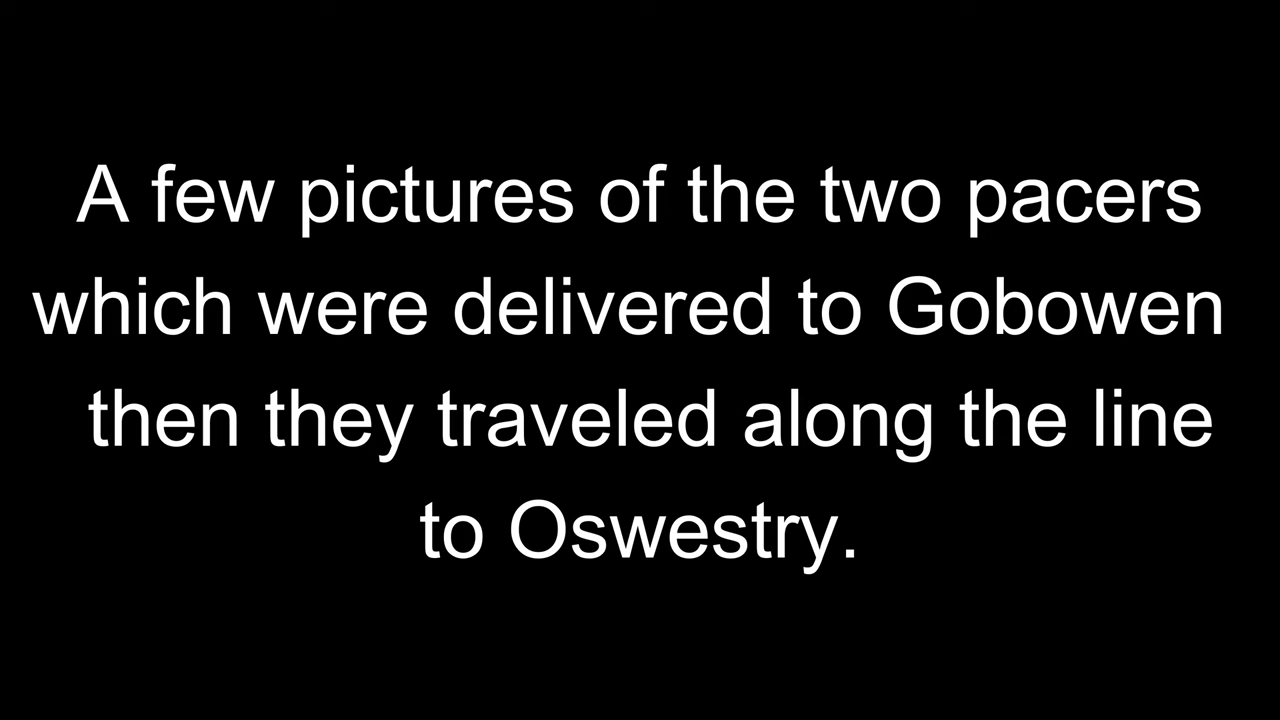 A few pictures of the two pacers
which were delivered to Gobowen
then they traveled along the line
to Oswestry.